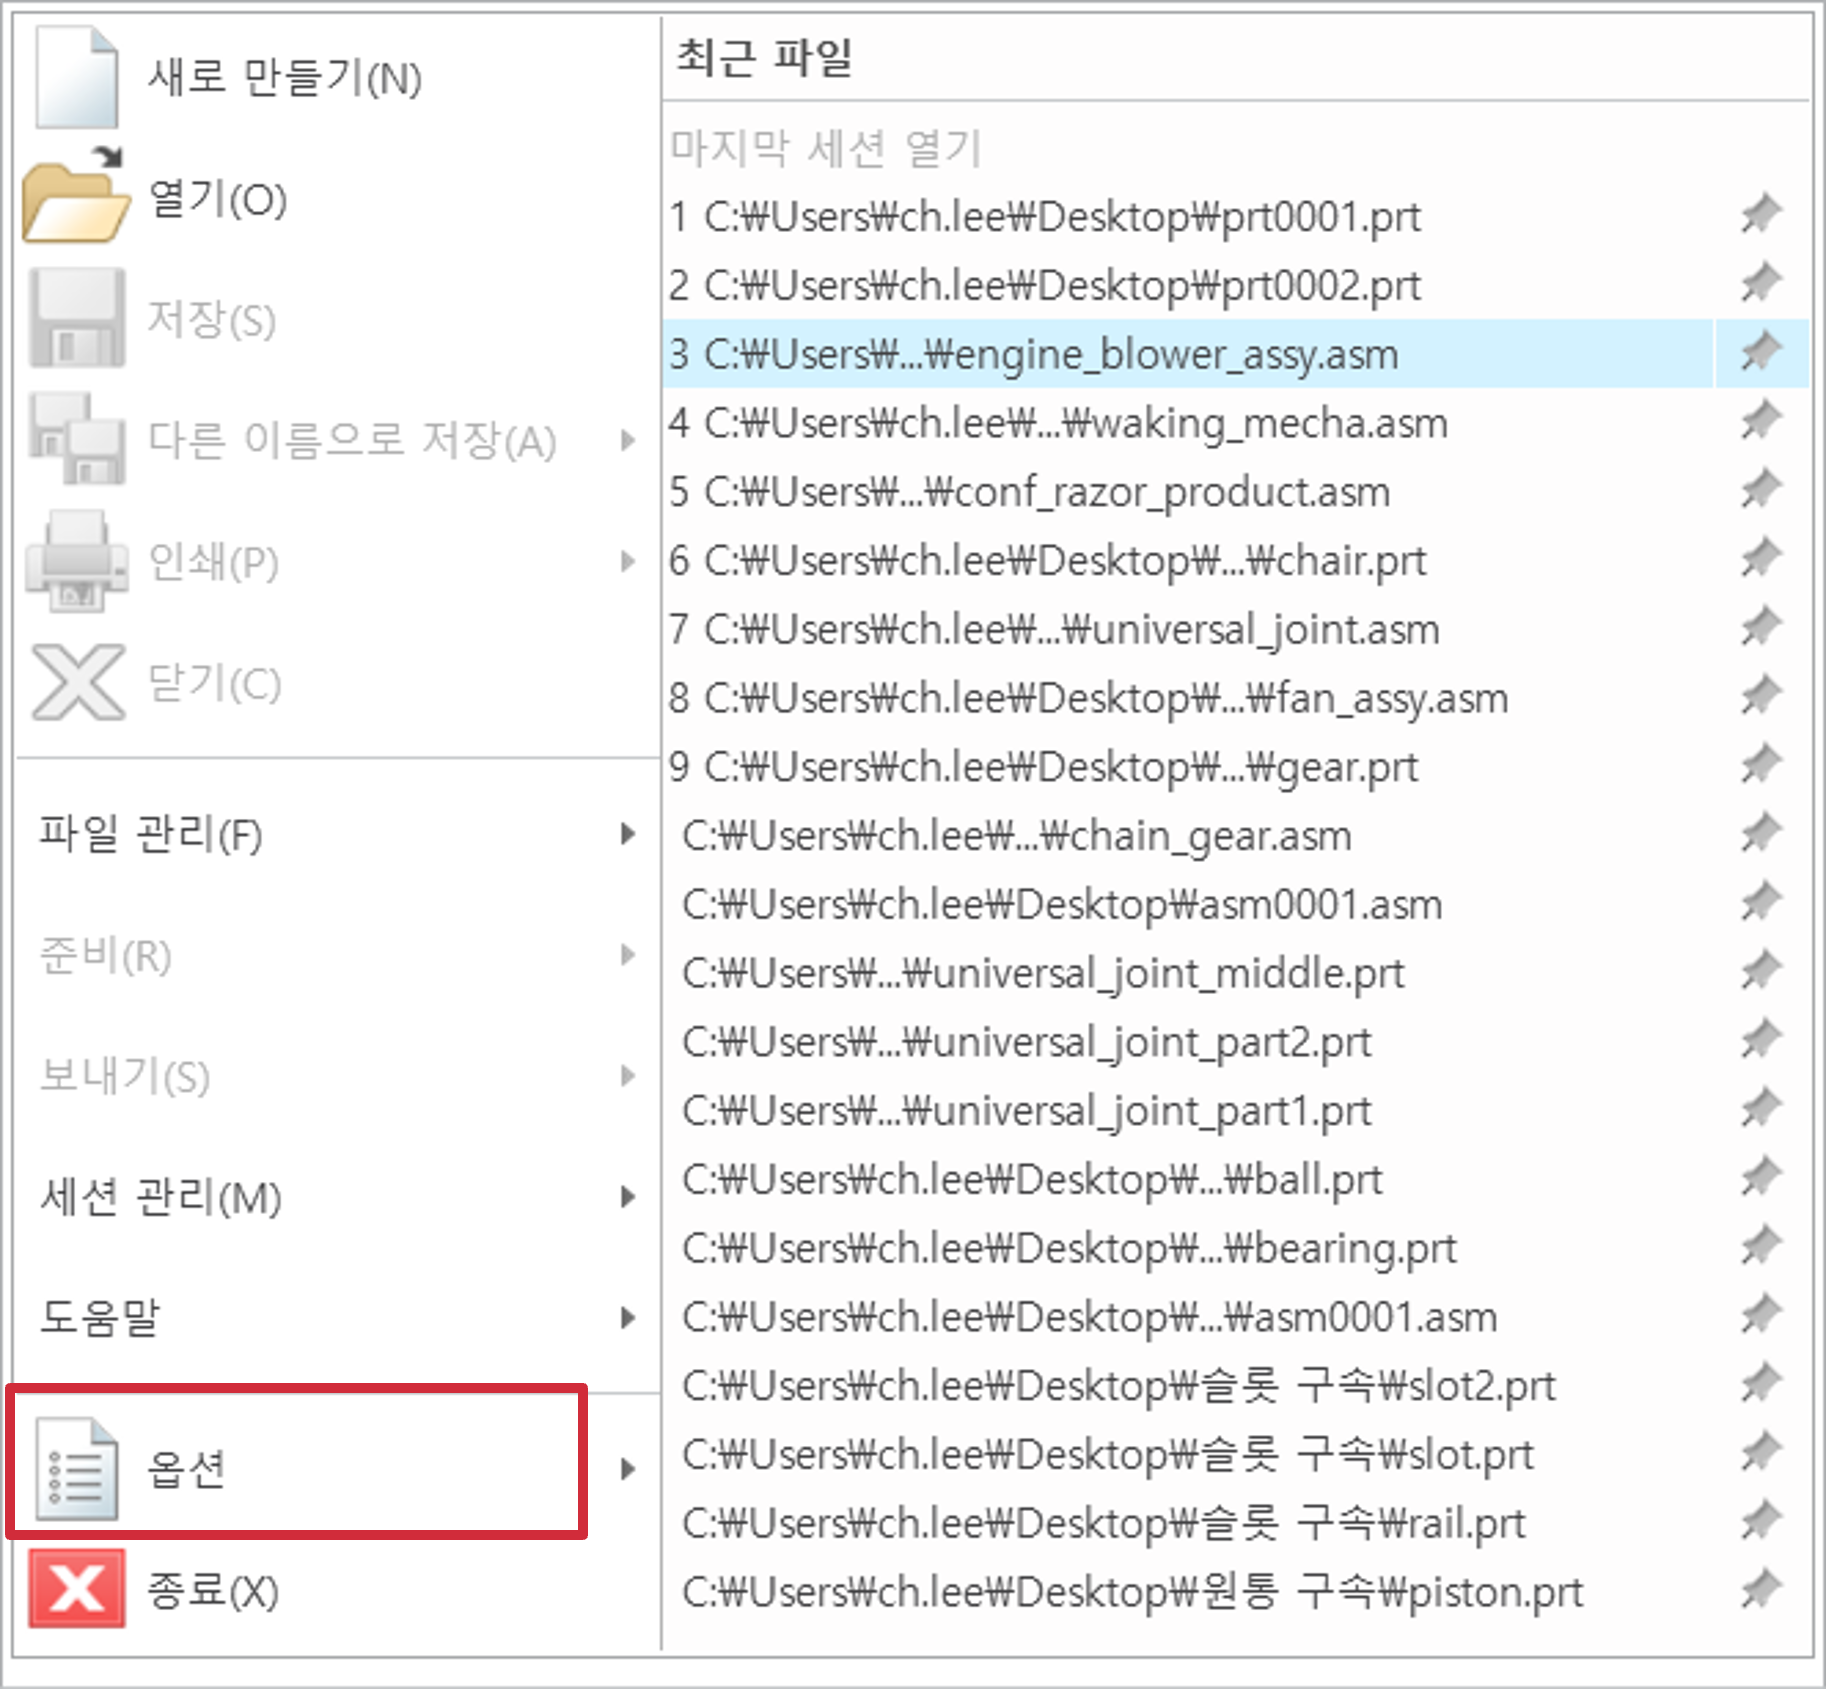 새로 만들기(N)
열기(O)
저장(S)
다른 이름으로 저장(A)
인쇄(P)
닫기(C)
파일 관리(F)
준비(R)
보내기(S)
세션 관리(M)
도움말
옵션
종료(X)
최근 파일
마지막 세션 열기
1 C:₩Users₩ch.lee₩Desktop₩prt0001.prt
2 C:₩Users₩ch.lee₩Desktop₩prt0002.prt
3 C:₩Users₩...₩engine_blower_assy.asm
4 C:₩Users₩ch.lee₩...₩waking_mecha.asm
5 C:₩Users₩...₩conf_razor_product.asm
6 C:₩Users₩ch.lee₩Desktop₩...₩chair.prt
7 C:₩Users₩ch.lee₩...₩universal_joint.asm
8 C:₩Users₩ch.lee₩Desktop₩...₩fan_assy.asm
9 C:₩Users₩ch.lee₩Desktop₩...₩gear.prt
C:₩Users₩ch.lee₩...₩chain_gear.asm
C:₩Users₩ch.lee₩Desktop₩asm0001.asm
C:₩Users₩...₩universal_joint_middle.prt
C:₩Users₩...₩universal_joint_part2.prt
C:₩Users₩...₩universal_joint_part1.prt
C:₩Users₩ch.lee₩Desktop₩...₩ball.prt
C:₩Users₩ch.lee₩Desktop₩...₩bearing.prt
C:₩Users₩ch.lee₩Desktop₩...₩asm0001.asm
C:₩Users₩ch.lee₩Desktop₩슬롯 구속₩slot2.prt
C:₩Users₩ch.lee₩Desktop₩슬롯 구속₩slot.prt
C:₩Users₩ch.lee₩Desktop₩슬롯 구속₩rail.prt
C:₩Users₩ch.lee₩Desktop₩원통 구속₩piston.prt